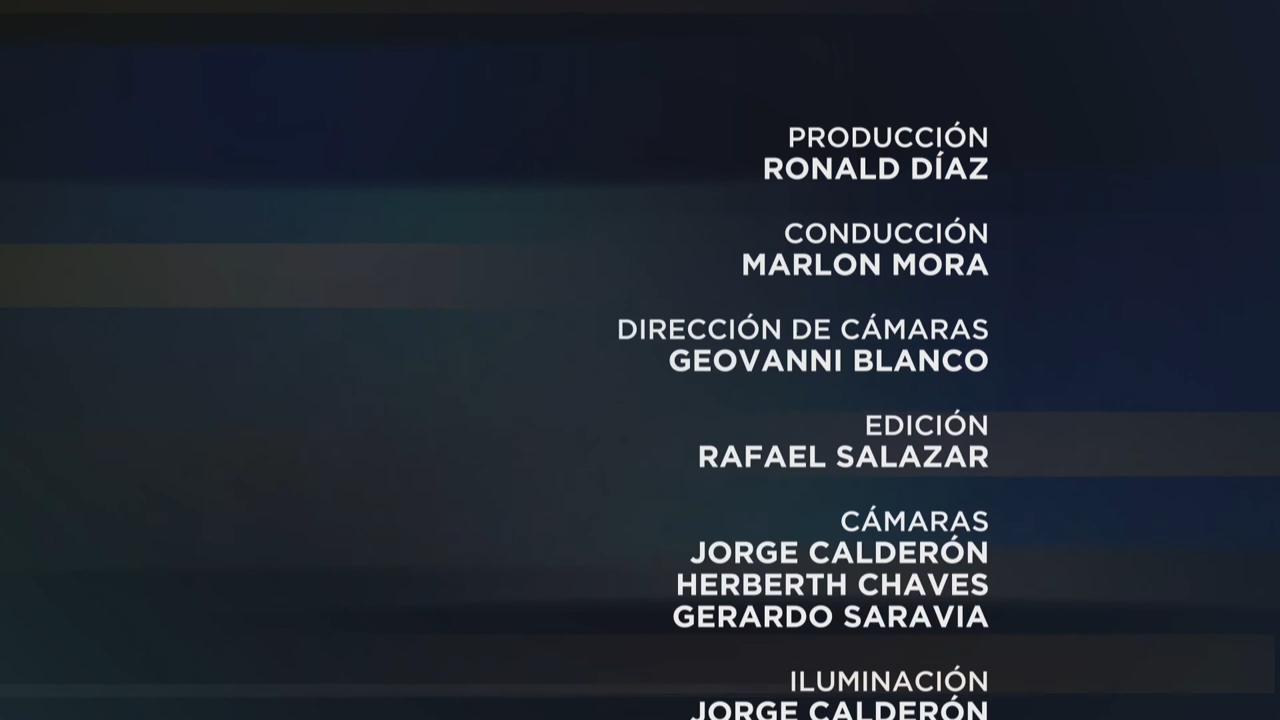 PRODUCCIÓN
RONALD DÍAZ
CONDUCCIÓN
MARLON MORA
DIRECCIÓN DE CÁMARAS
GEOVANNI BLANCO
EDICIÓN
RAFAEL SALAZAR
CÁMARAS
JORGE CALDERÓN
HERBERTH CHAVES
GERARDO SARAVIA
ILUMINACIÓN
JORGE CALDERÓN